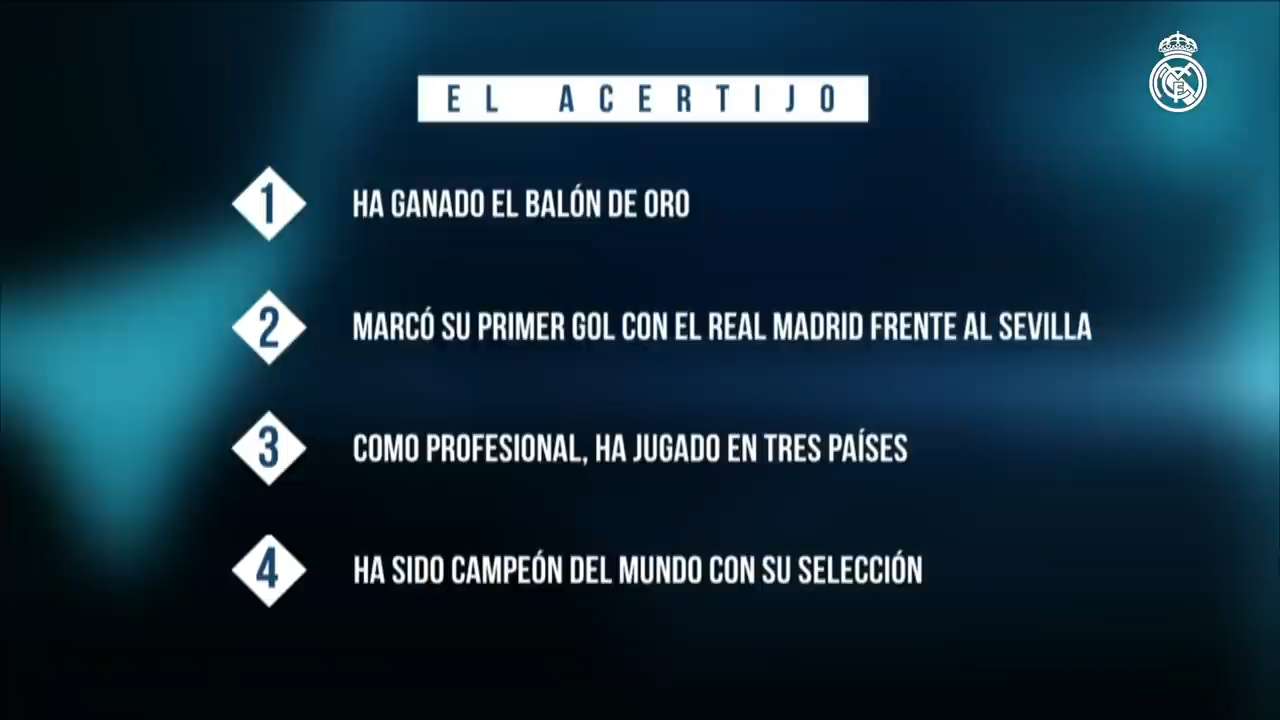 EL ACERTIJO
1 HA GANADO EL BALÓN DE ORO
2 MARCÓ SU PRIMER GOL CON EL REAL MADRID FRENTE AL SEVILLA
3 COMO PROFESIONAL, HA JUGADO EN TRES PAÍSES
4 HA SIDO CAMPEÓN DEL MUNDO CON SU SELECCIÓN